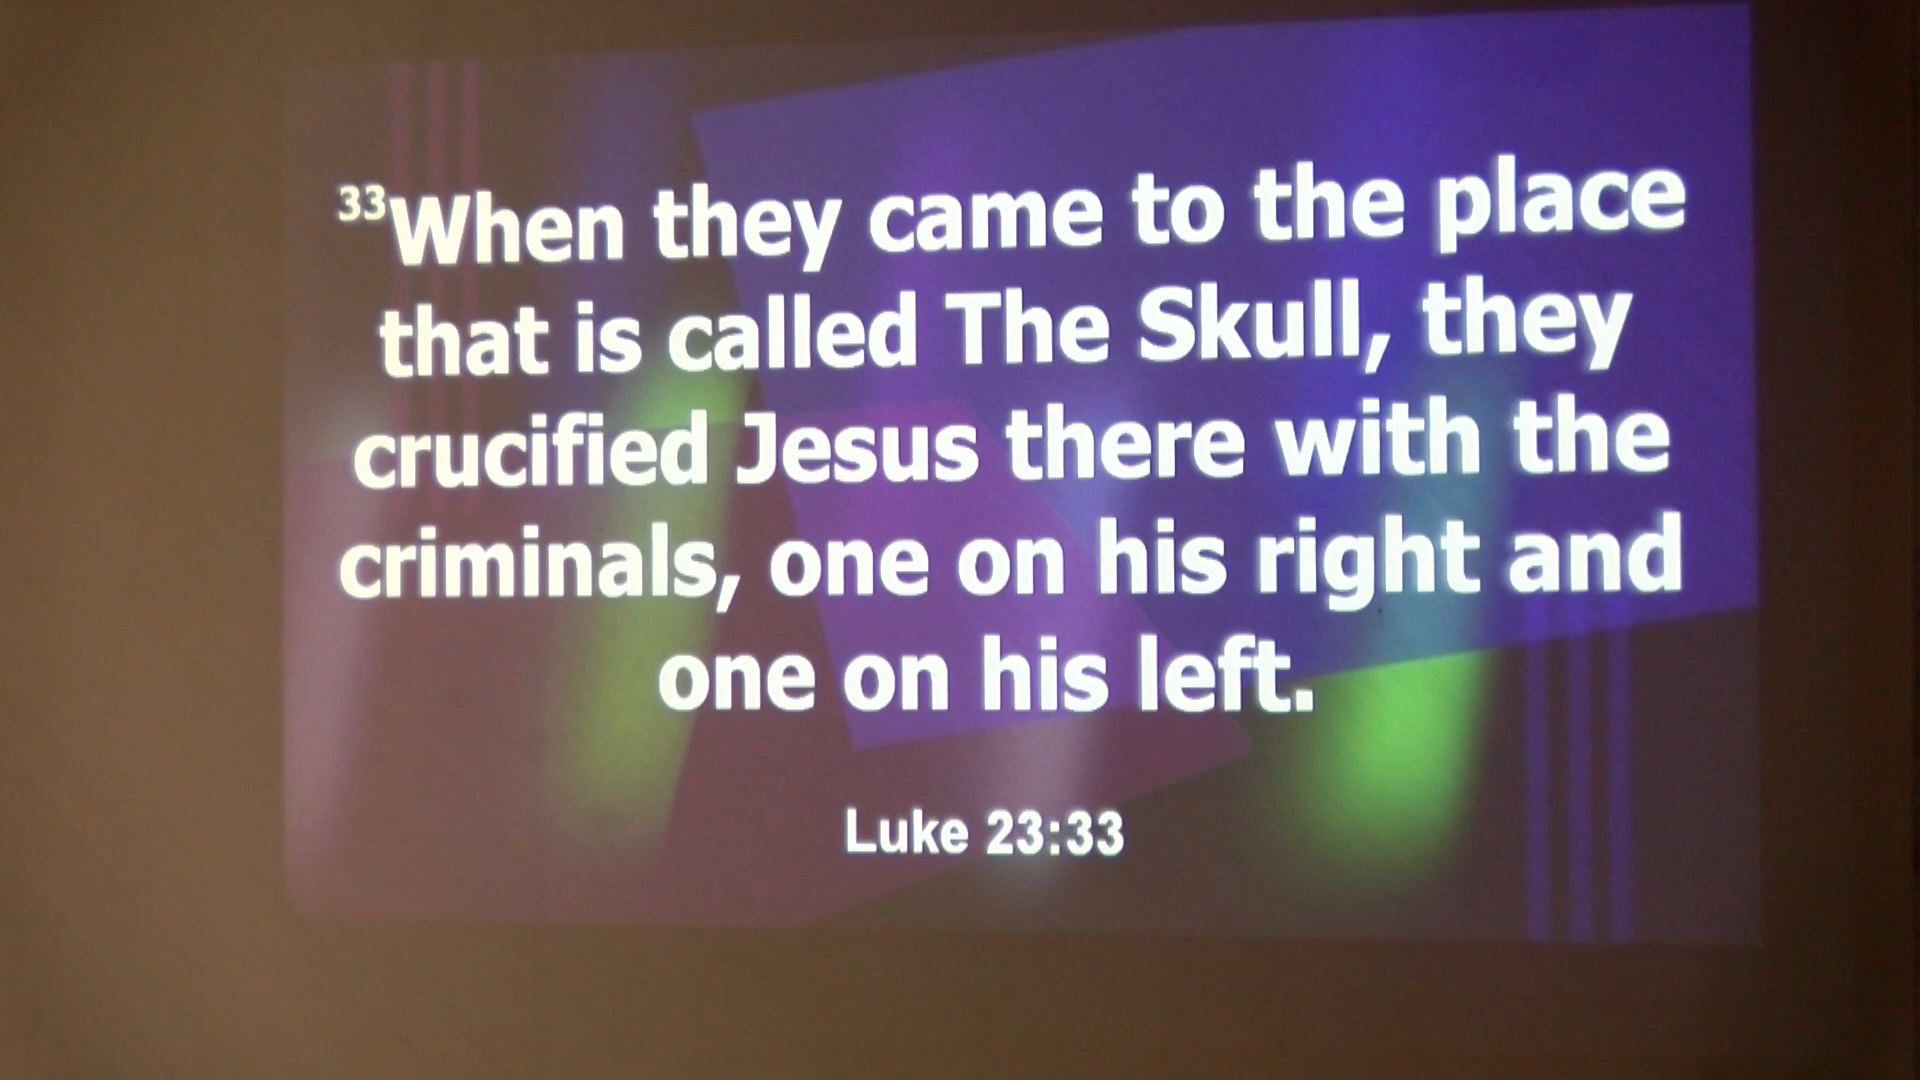 ³³When they came to the place
that is called The Skull, they
crucified Jesus there with the
criminals, one on his right and
one on his left.
Luke 23:33